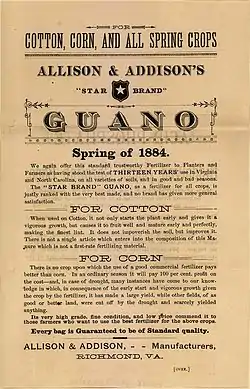 FOR
COTTON, CORN, AND ALL SPRING CROPS
ALLISON & ADDISON'S
"STAR BRAND"
GUANO
Spring of 1884.
We again offer this standard trustworthy Fertilizer to Planters and
Farmers as having stood the test of THIRTEEN YEARS' use in Virginia
and North Carolina, on all varieties of soils, and in good and bad seasons.
The "STAR BRAND" GUANO, as a fertilizer for all crops, is
justly ranked with the very best made, and no brand has given more general
satisfaction.
FOR COTTON
When used on Cotton, it not only starts the plant early and gives it a
vigorous growth, but causes it to fruit well and mature early and perfectly,
making the finest lint. It does not impoverish the soil, but improves it.
There is not a single article which enters into the composition of this Ma-
nure which is not a first-rate fertilizing material.
FOR CORN
There is no crop upon which the use of a good commercial fertilizer pays
better than corn. In an ordinary season it will pay 100 per cent. profit on
the cost—and, in case of drought, many instances have come to our know-
ledge in which, in consequence of the early start and vigorous growth given
the crop by the fertilizer, it has made a large yield, while other fields, of as
good or better land, were cut off by the drought and scarcely yielded
anything.
Its very high grade, fine condition, and low price commend it to
those farmers who want to use the best fertilizer for the above crops.
Every bag is Guaranteed to be of Standard quality.
ALLISON & ADDISON, - - Manufacturers,
RICHMOND, VA.
[OVER.]